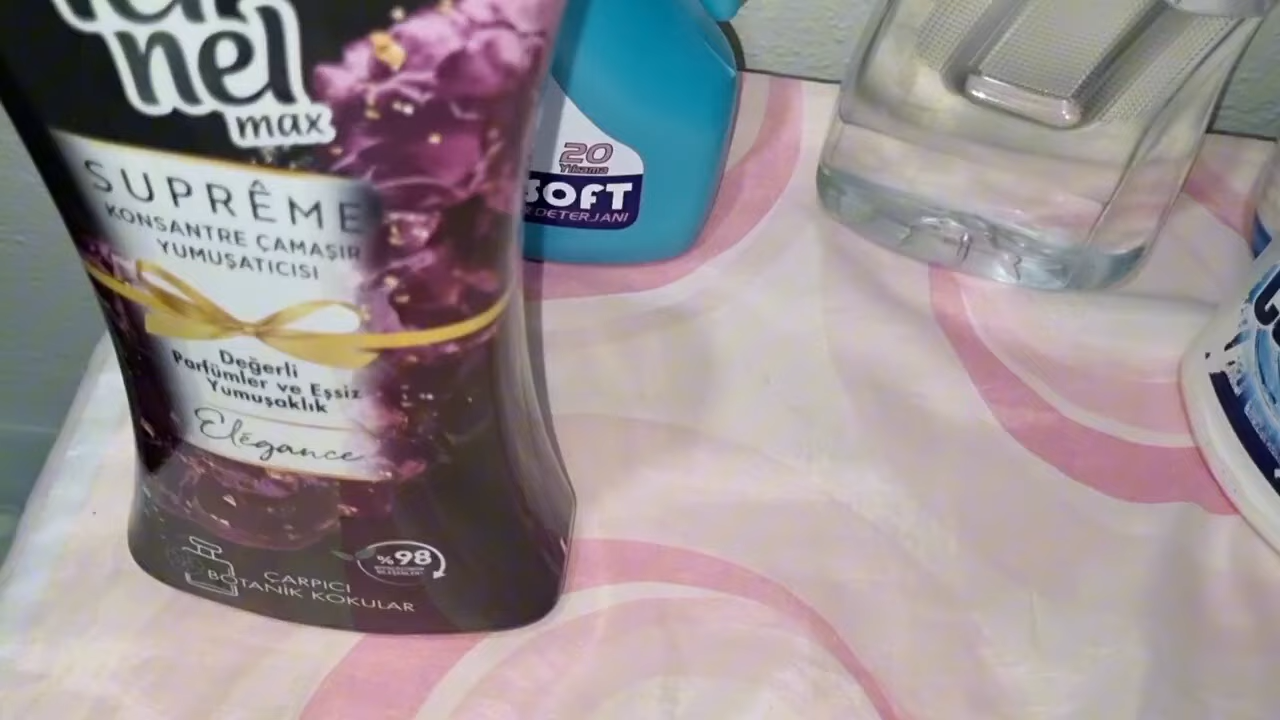 nel
max
SUPRÊME
KONSANTRE ÇAMAŞIR
YUMUŞATICISI
Değerli
Parfümler ve Eşsiz
Yumuşaklık
Elégance
%98
ÇARPICI
BOTANİK KOKULAR
20
Yıkama
SOFT
DETERJANI